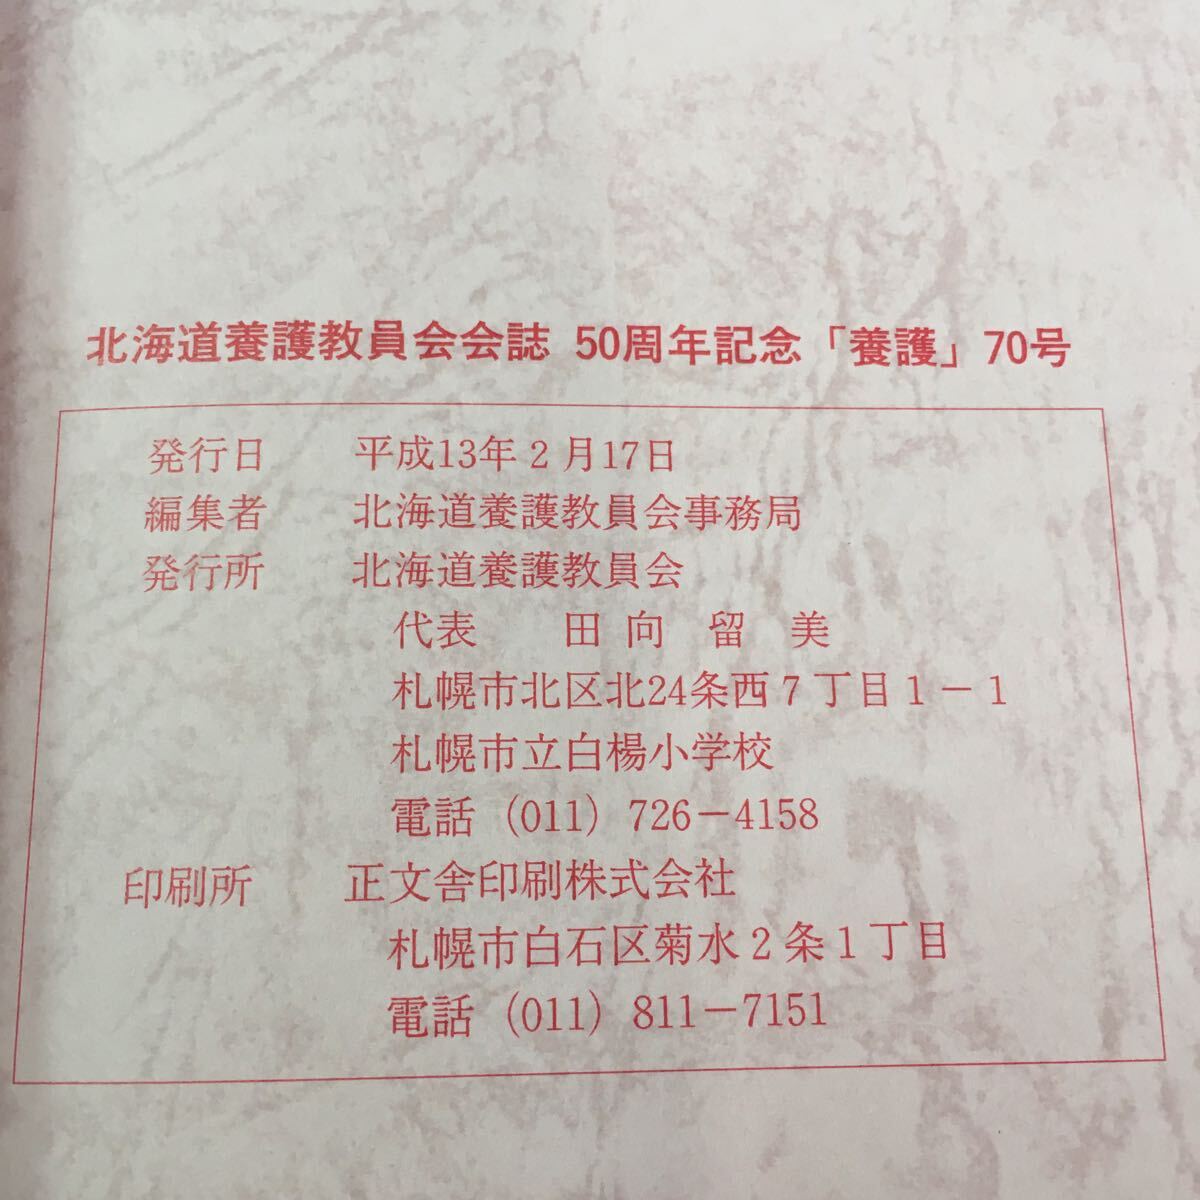 北海道養護教員会会誌 50周年記念「養護」70号
発行日 平成13年2月17日
編集者 北海道養護教員会事務局
発行所 北海道養護教員会
代表 田向 留美
札幌市北区北24条西7丁目1－1
札幌市立白楊小学校
電話（011）726－4158
印刷所 正文舎印刷株式会社
札幌市白石区菊水2条1丁目
電話（011）811－7151